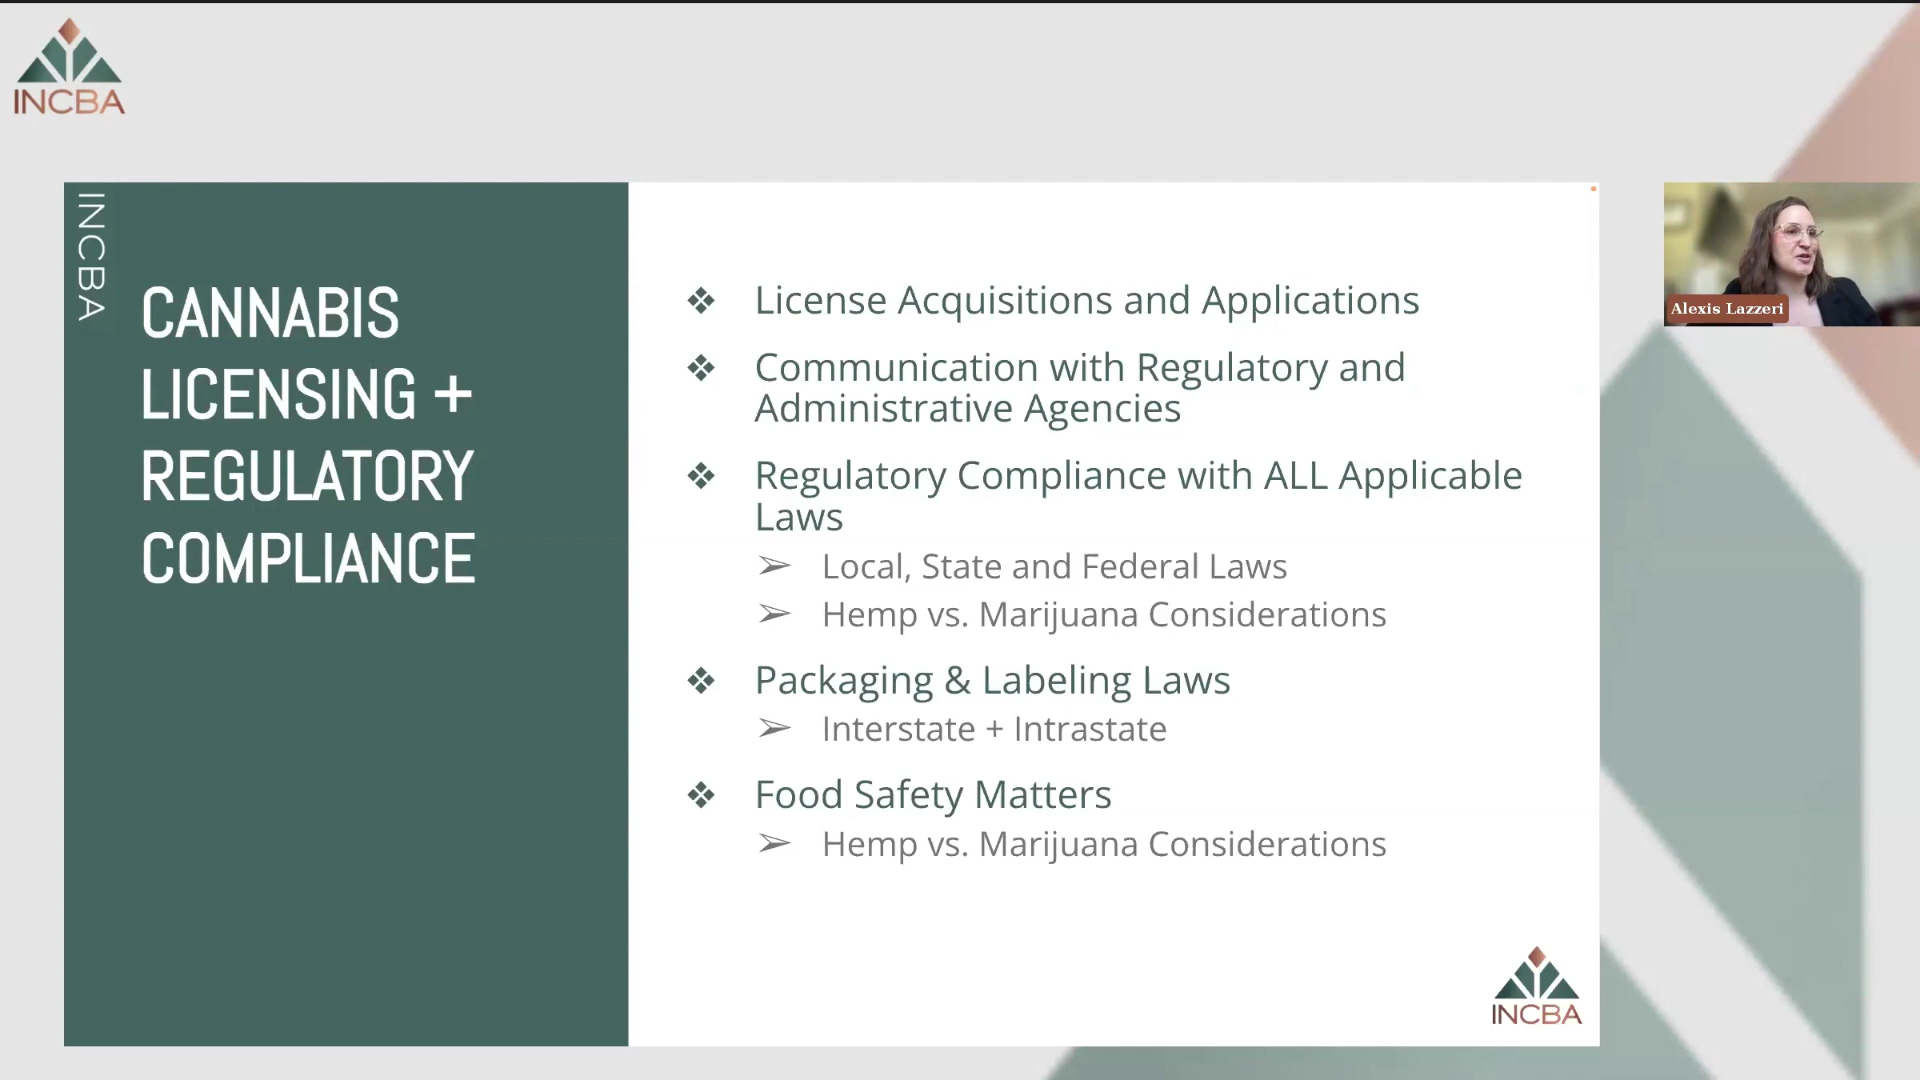 INCBA
INCBA
CANNABIS
LICENSING +
REGULATORY
COMPLIANCE
❖ License Acquisitions and Applications
❖ Communication with Regulatory and
Administrative Agencies
❖ Regulatory Compliance with ALL Applicable
Laws
➢ Local, State and Federal Laws
➢ Hemp vs. Marijuana Considerations
❖ Packaging & Labeling Laws
➢ Interstate + Intrastate
❖ Food Safety Matters
➢ Hemp vs. Marijuana Considerations
INCBA
Alexis Lazzeri